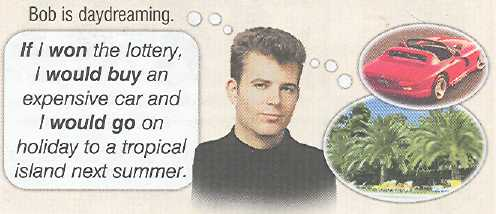 Bob is daydreaming.
If I won the lottery,
I would buy an
expensive car and
I would go on
holiday to a tropical
island next summer.